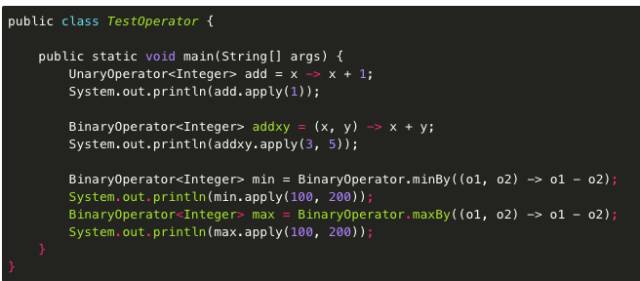 public class TestOperator {
public static void main(String[] args) {
UnaryOperator<Integer> add = x -> x + 1;
System.out.println(add.apply(1));
BinaryOperator<Integer> addxy = (x, y) -> x + y;
System.out.println(addxy.apply(3, 5));
BinaryOperator<Integer> min = BinaryOperator.minBy((o1, o2) -> o1 - o2);
System.out.println(min.apply(100, 200));
BinaryOperator<Integer> max = BinaryOperator.maxBy((o1, o2) -> o1 - o2);
System.out.println(max.apply(100, 200));
}
}